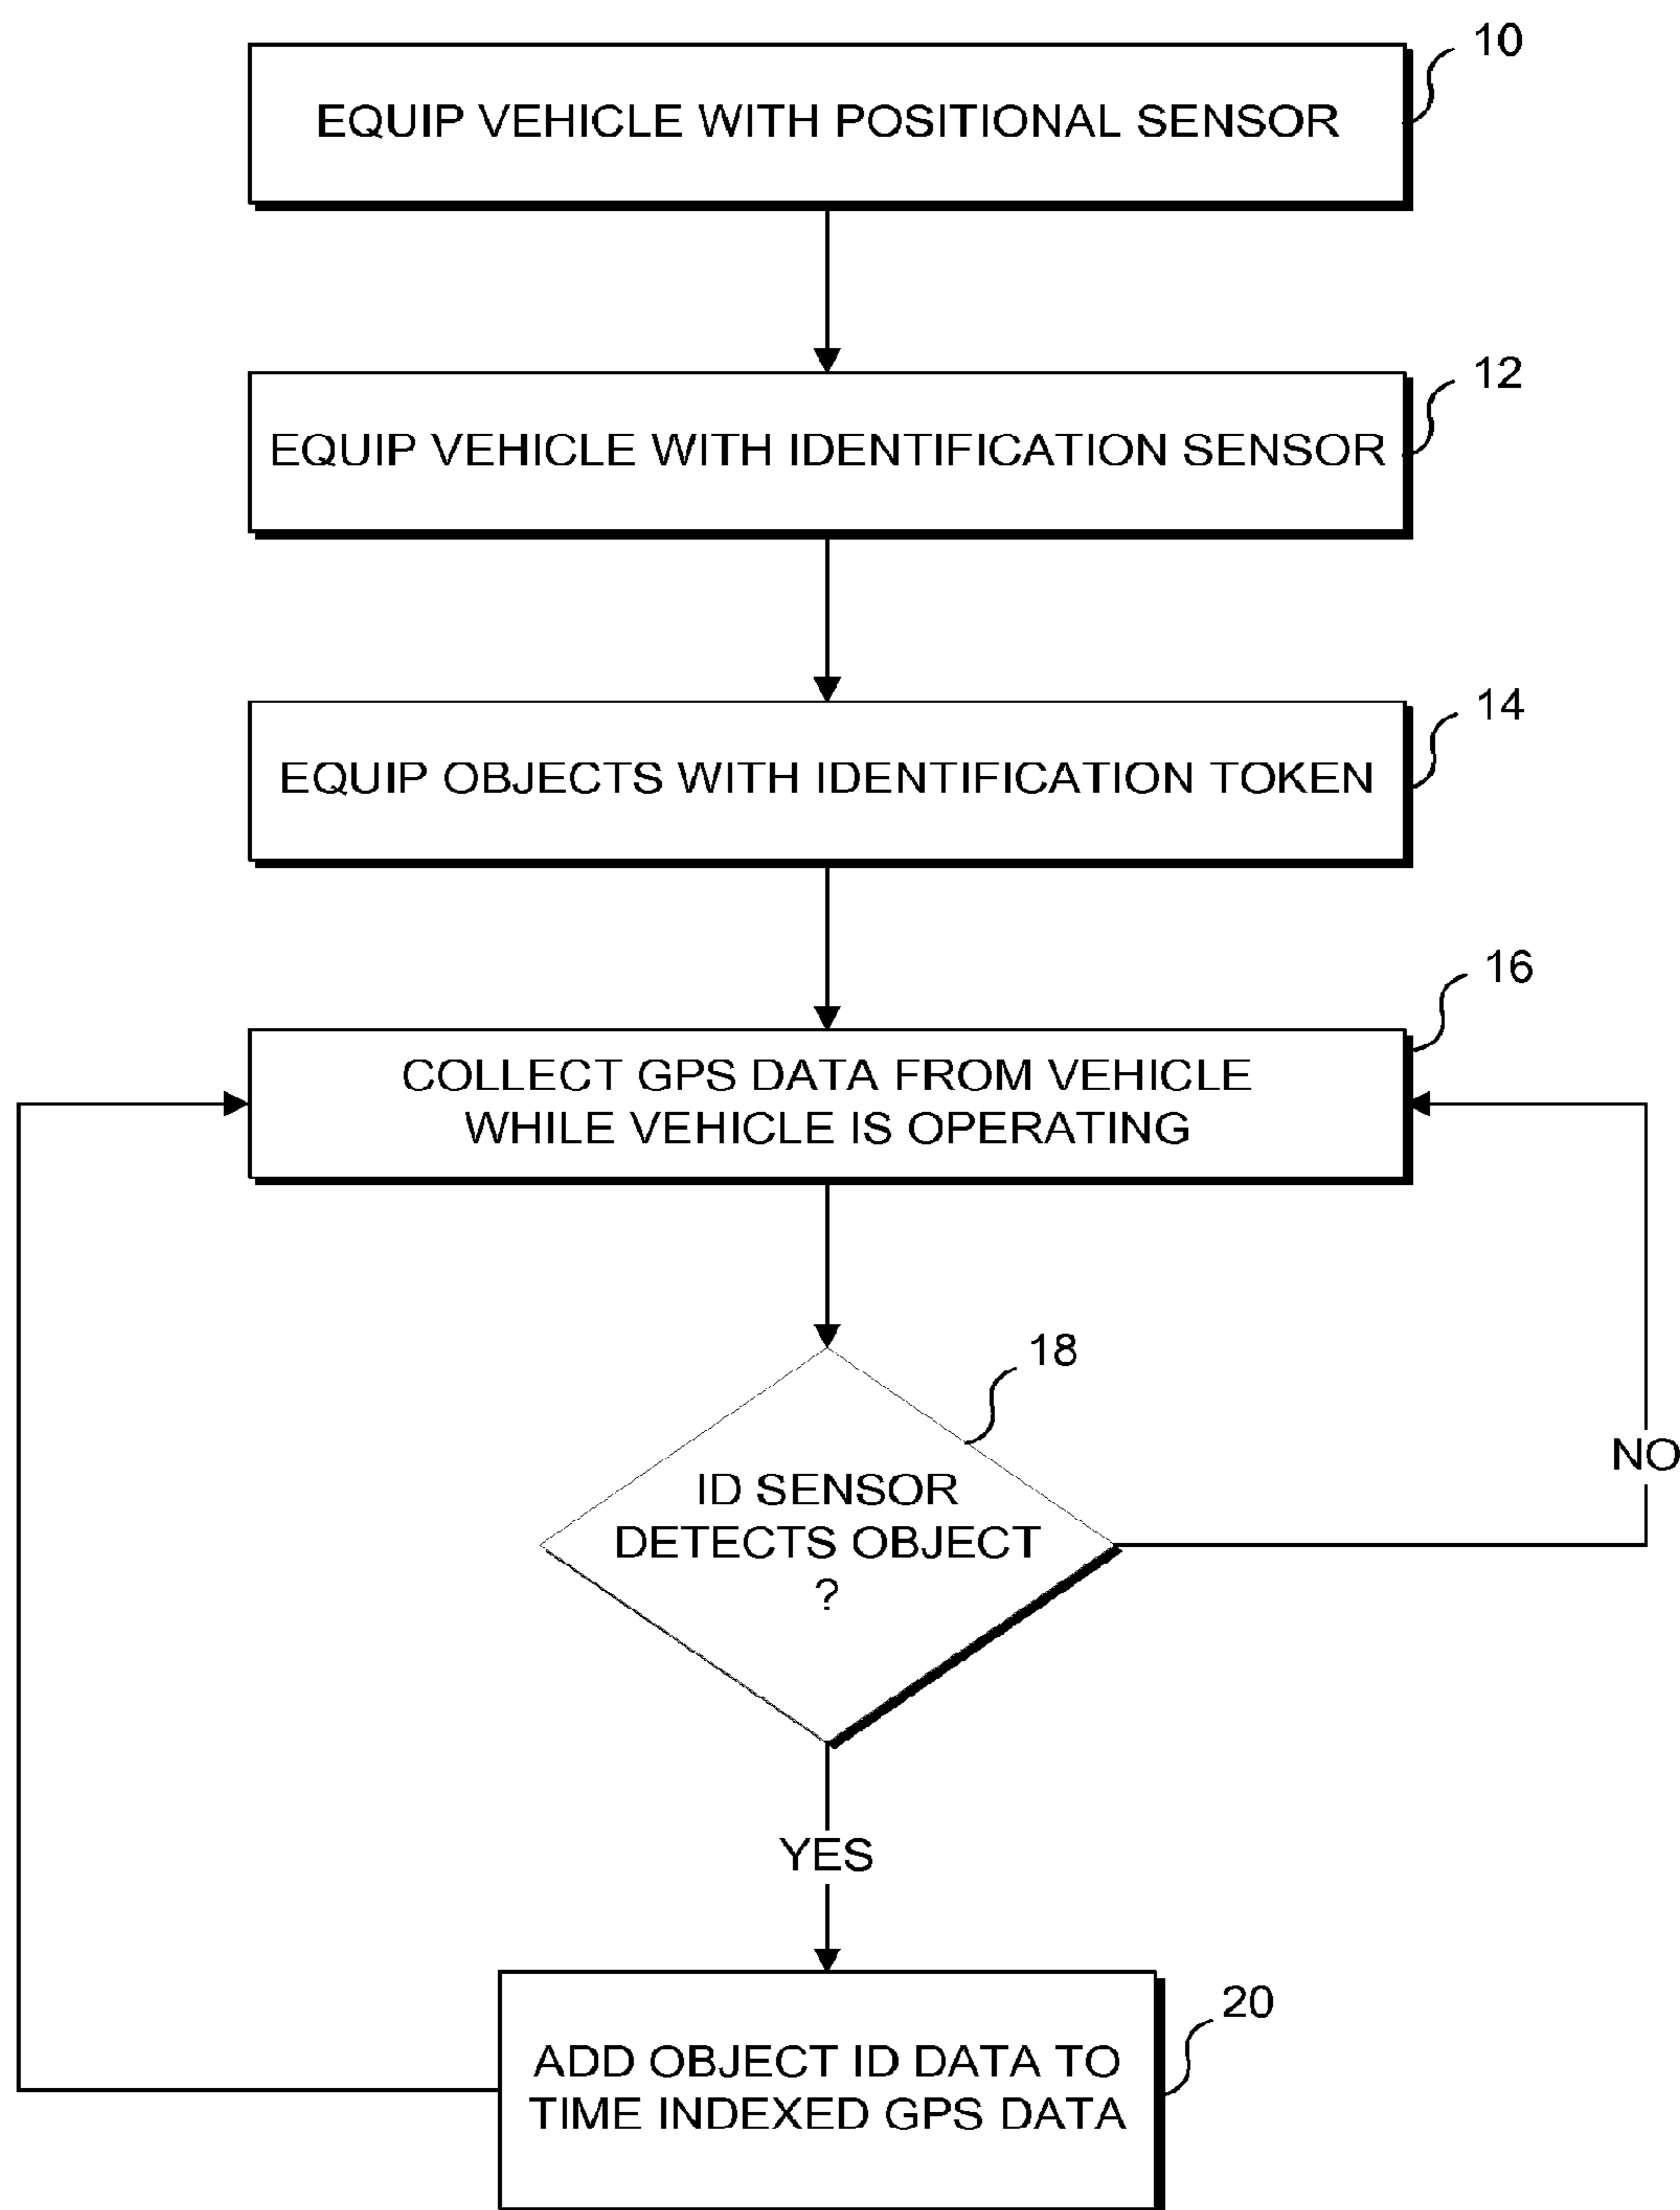 10
EQUIP VEHICLE WITH POSITIONAL SENSOR
12
EQUIP VEHICLE WITH IDENTIFICATION SENSOR
14
EQUIP OBJECTS WITH IDENTIFICATION TOKEN
16
COLLECT GPS DATA FROM VEHICLE
WHILE VEHICLE IS OPERATING
18
ID SENSOR
DETECTS OBJECT
?
NO
YES
20
ADD OBJECT ID DATA TO
TIME INDEXED GPS DATA